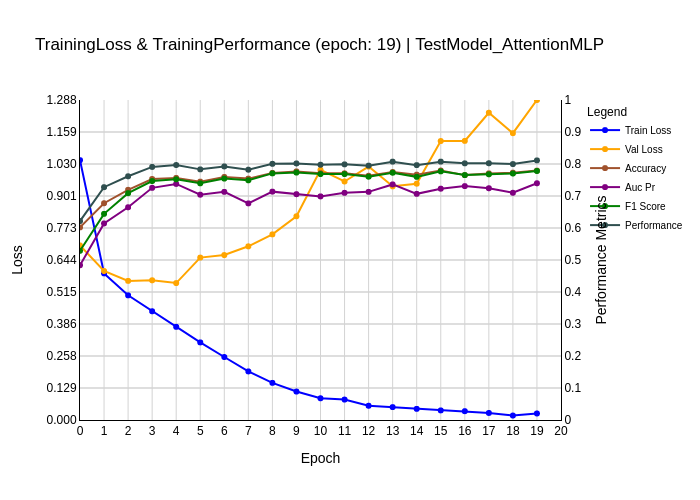 TrainingLoss & TrainingPerformance (epoch: 19) | TestModel_AttentionMLP
1.288
1.159
1.030
0.901
0.773
0.644
0.515
0.386
0.258
0.129
0.000
Loss
1
0.9
0.8
0.7
0.6
0.5
0.4
0.3
0.2
0.1
0
Performance Metrics
Legend
Train Loss
Val Loss
Accuracy
Auc Pr
F1 Score
Performance
0 1 2 3 4 5 6 7 8 9 10 11 12 13 14 15 16 17 18 19 20
Epoch